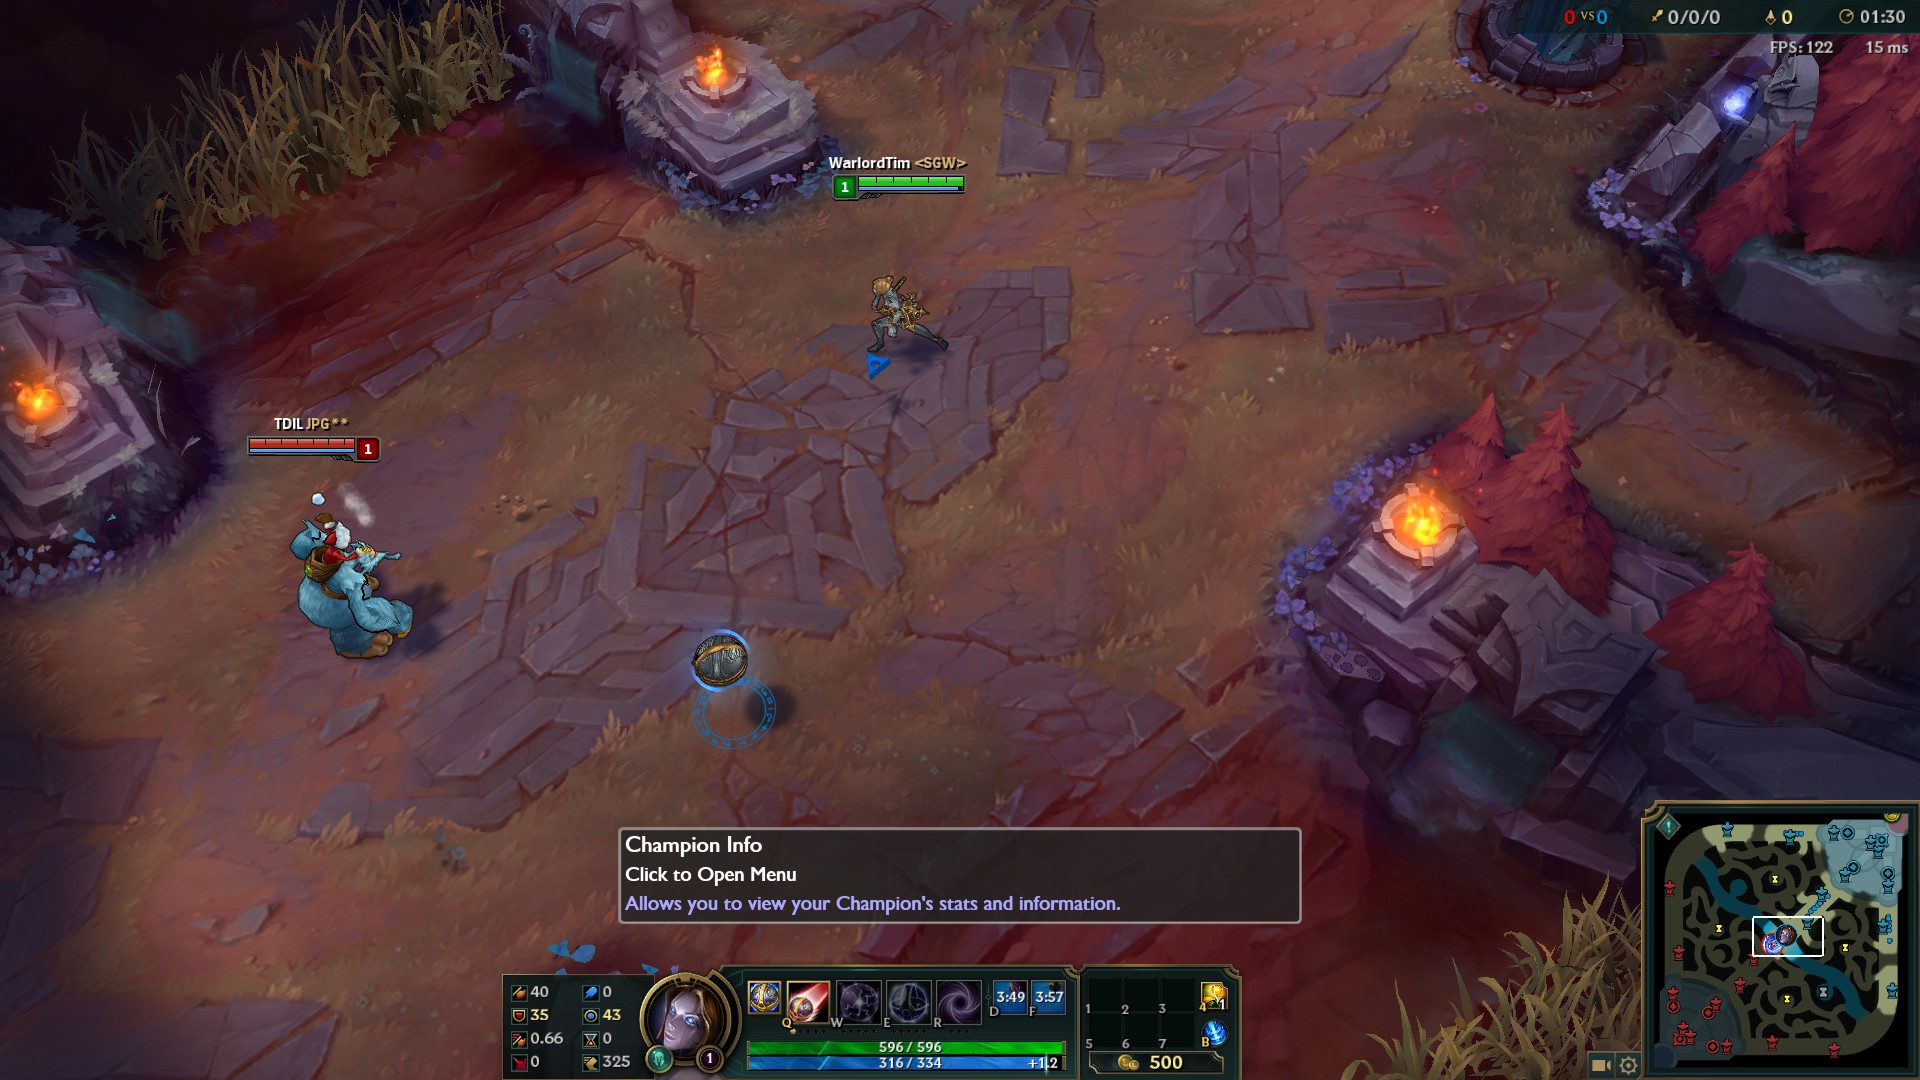 0 VS 0 0/0/0 0 01:30
FPS: 122 15 ms
WarlordTim <SGW>
1
TDIL JPG**
1
Champion Info
Click to Open Menu
Allows you to view your Champion's stats and information.
40 0
35 43
0.66 0
0 325
1
Q W E R
3:49 D 3:57 F
596 / 596
316 / 334 +1.2
1 2 3 4 1
5 6 7 B
500